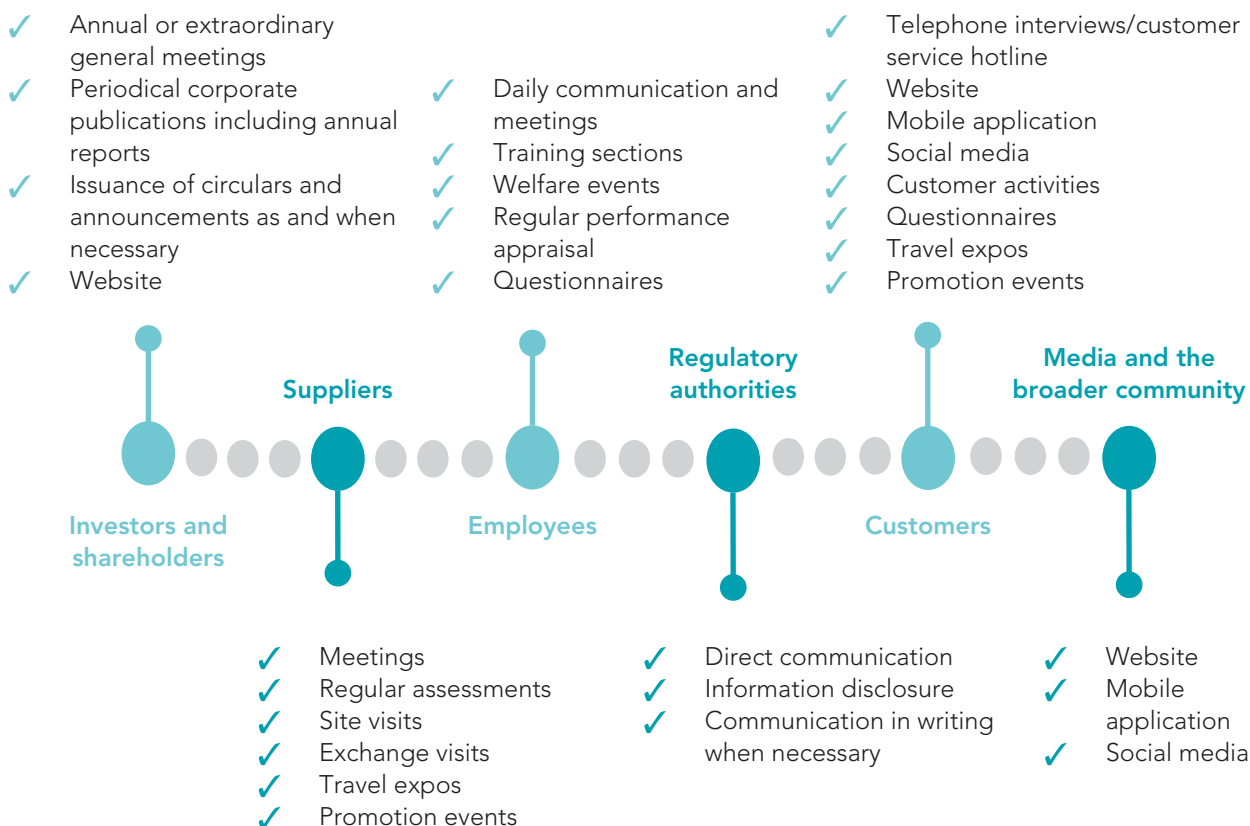 Annual or extraordinary
general meetings
Periodical corporate
publications including annual
reports
Issuance of circulars and
announcements as and when
necessary
Website
Daily communication and
meetings
Training sections
Welfare events
Regular performance
appraisal
Questionnaires
Telephone interviews/customer
service hotline
Website
Mobile application
Social media
Customer activities
Questionnaires
Travel expos
Promotion events
Suppliers
Regulatory
authorities
Media and the
broader community
Investors and
shareholders
Employees
Customers
Meetings
Regular assessments
Site visits
Exchange visits
Travel expos
Promotion events
Direct communication
Information disclosure
Communication in writing
when necessary
Website
Mobile
application
Social media